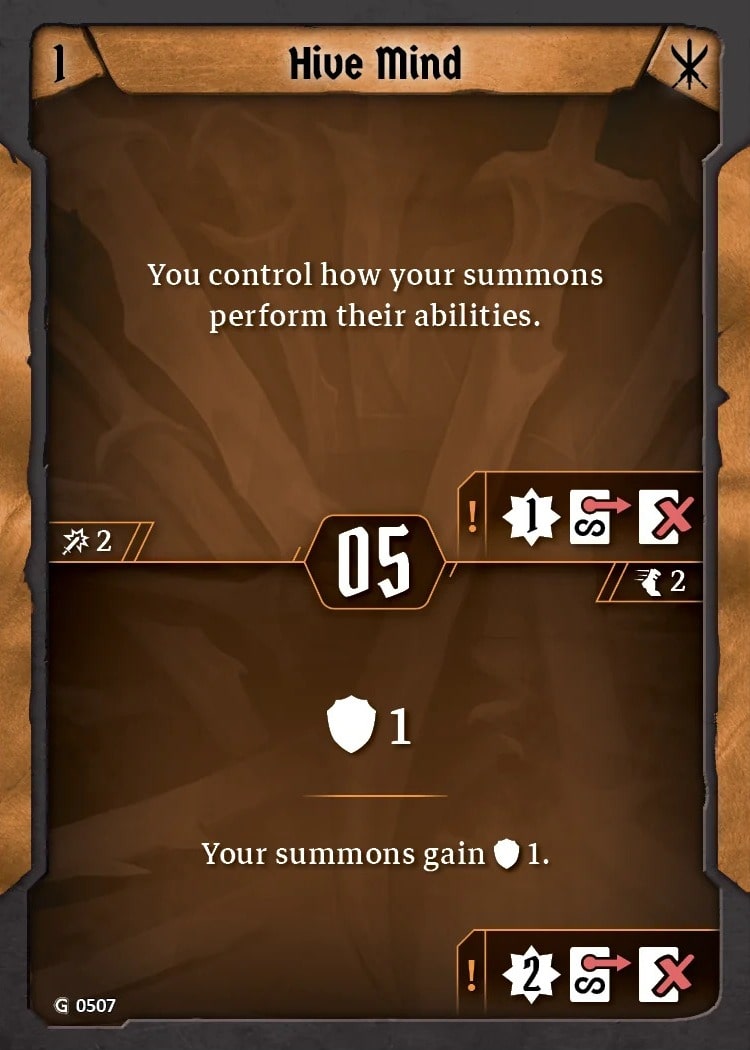 1
Hive Mind
You control how your summons
perform their abilities.
! 1 ∞
2
05
2
1
Your summons gain 1.
! 2 ∞
G 0507